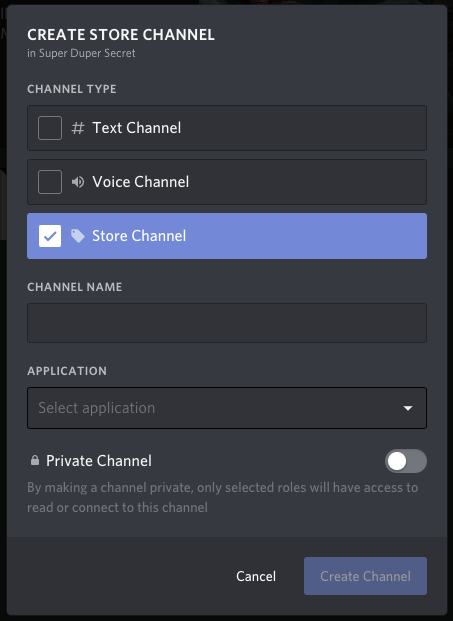 CREATE STORE CHANNEL
in Super Duper Secret
CHANNEL TYPE
Text Channel
Voice Channel
Store Channel
CHANNEL NAME
APPLICATION
Select application
Private Channel
By making a channel private, only selected roles will have access to
read or connect to this channel
Cancel
Create Channel